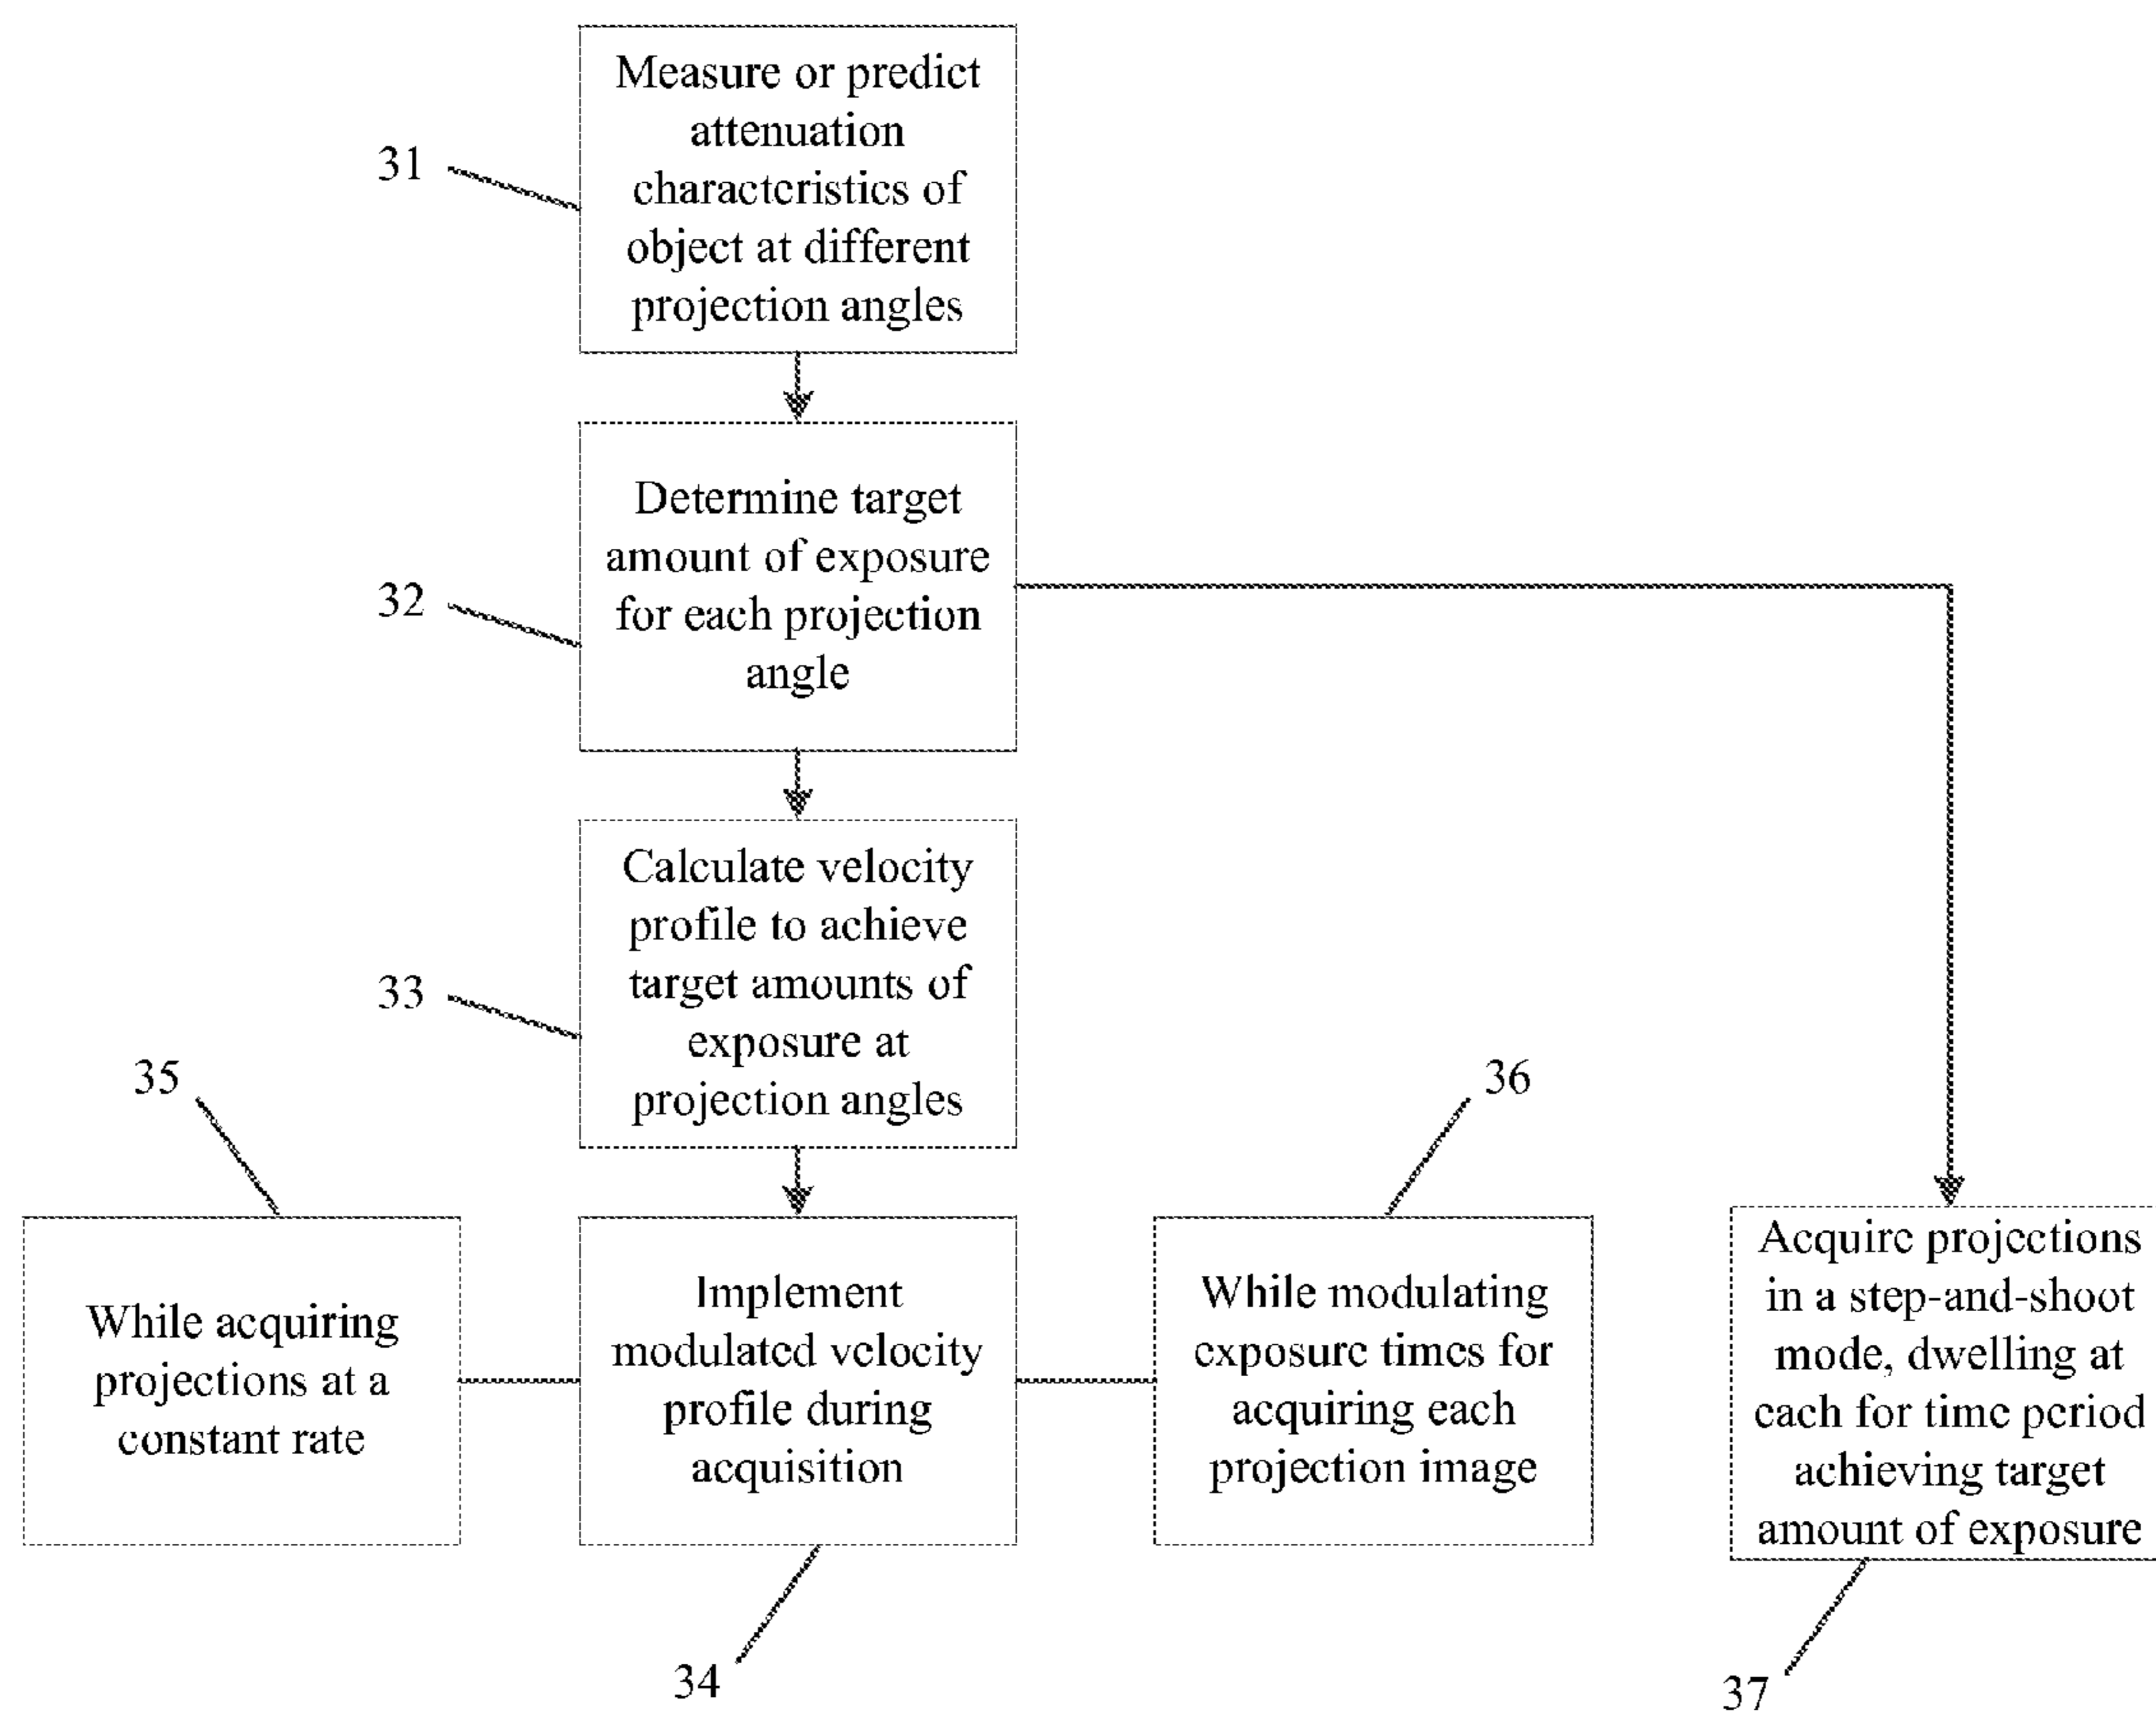 Measure or predict
attenuation
characteristics of
object at different
projection angles
31
Determine target
amount of exposure
for each projection
angle
32
Calculate velocity
profile to achieve
target amounts of
exposure at
projection angles
33
35
36
While acquiring
projections at a
constant rate
Implement
modulated velocity
profile during
acquisition
While modulating
exposure times for
acquiring each
projection image
Acquire projections
in a step-and-shoot
mode, dwelling at
each for time period
achieving target
amount of exposure
34
37